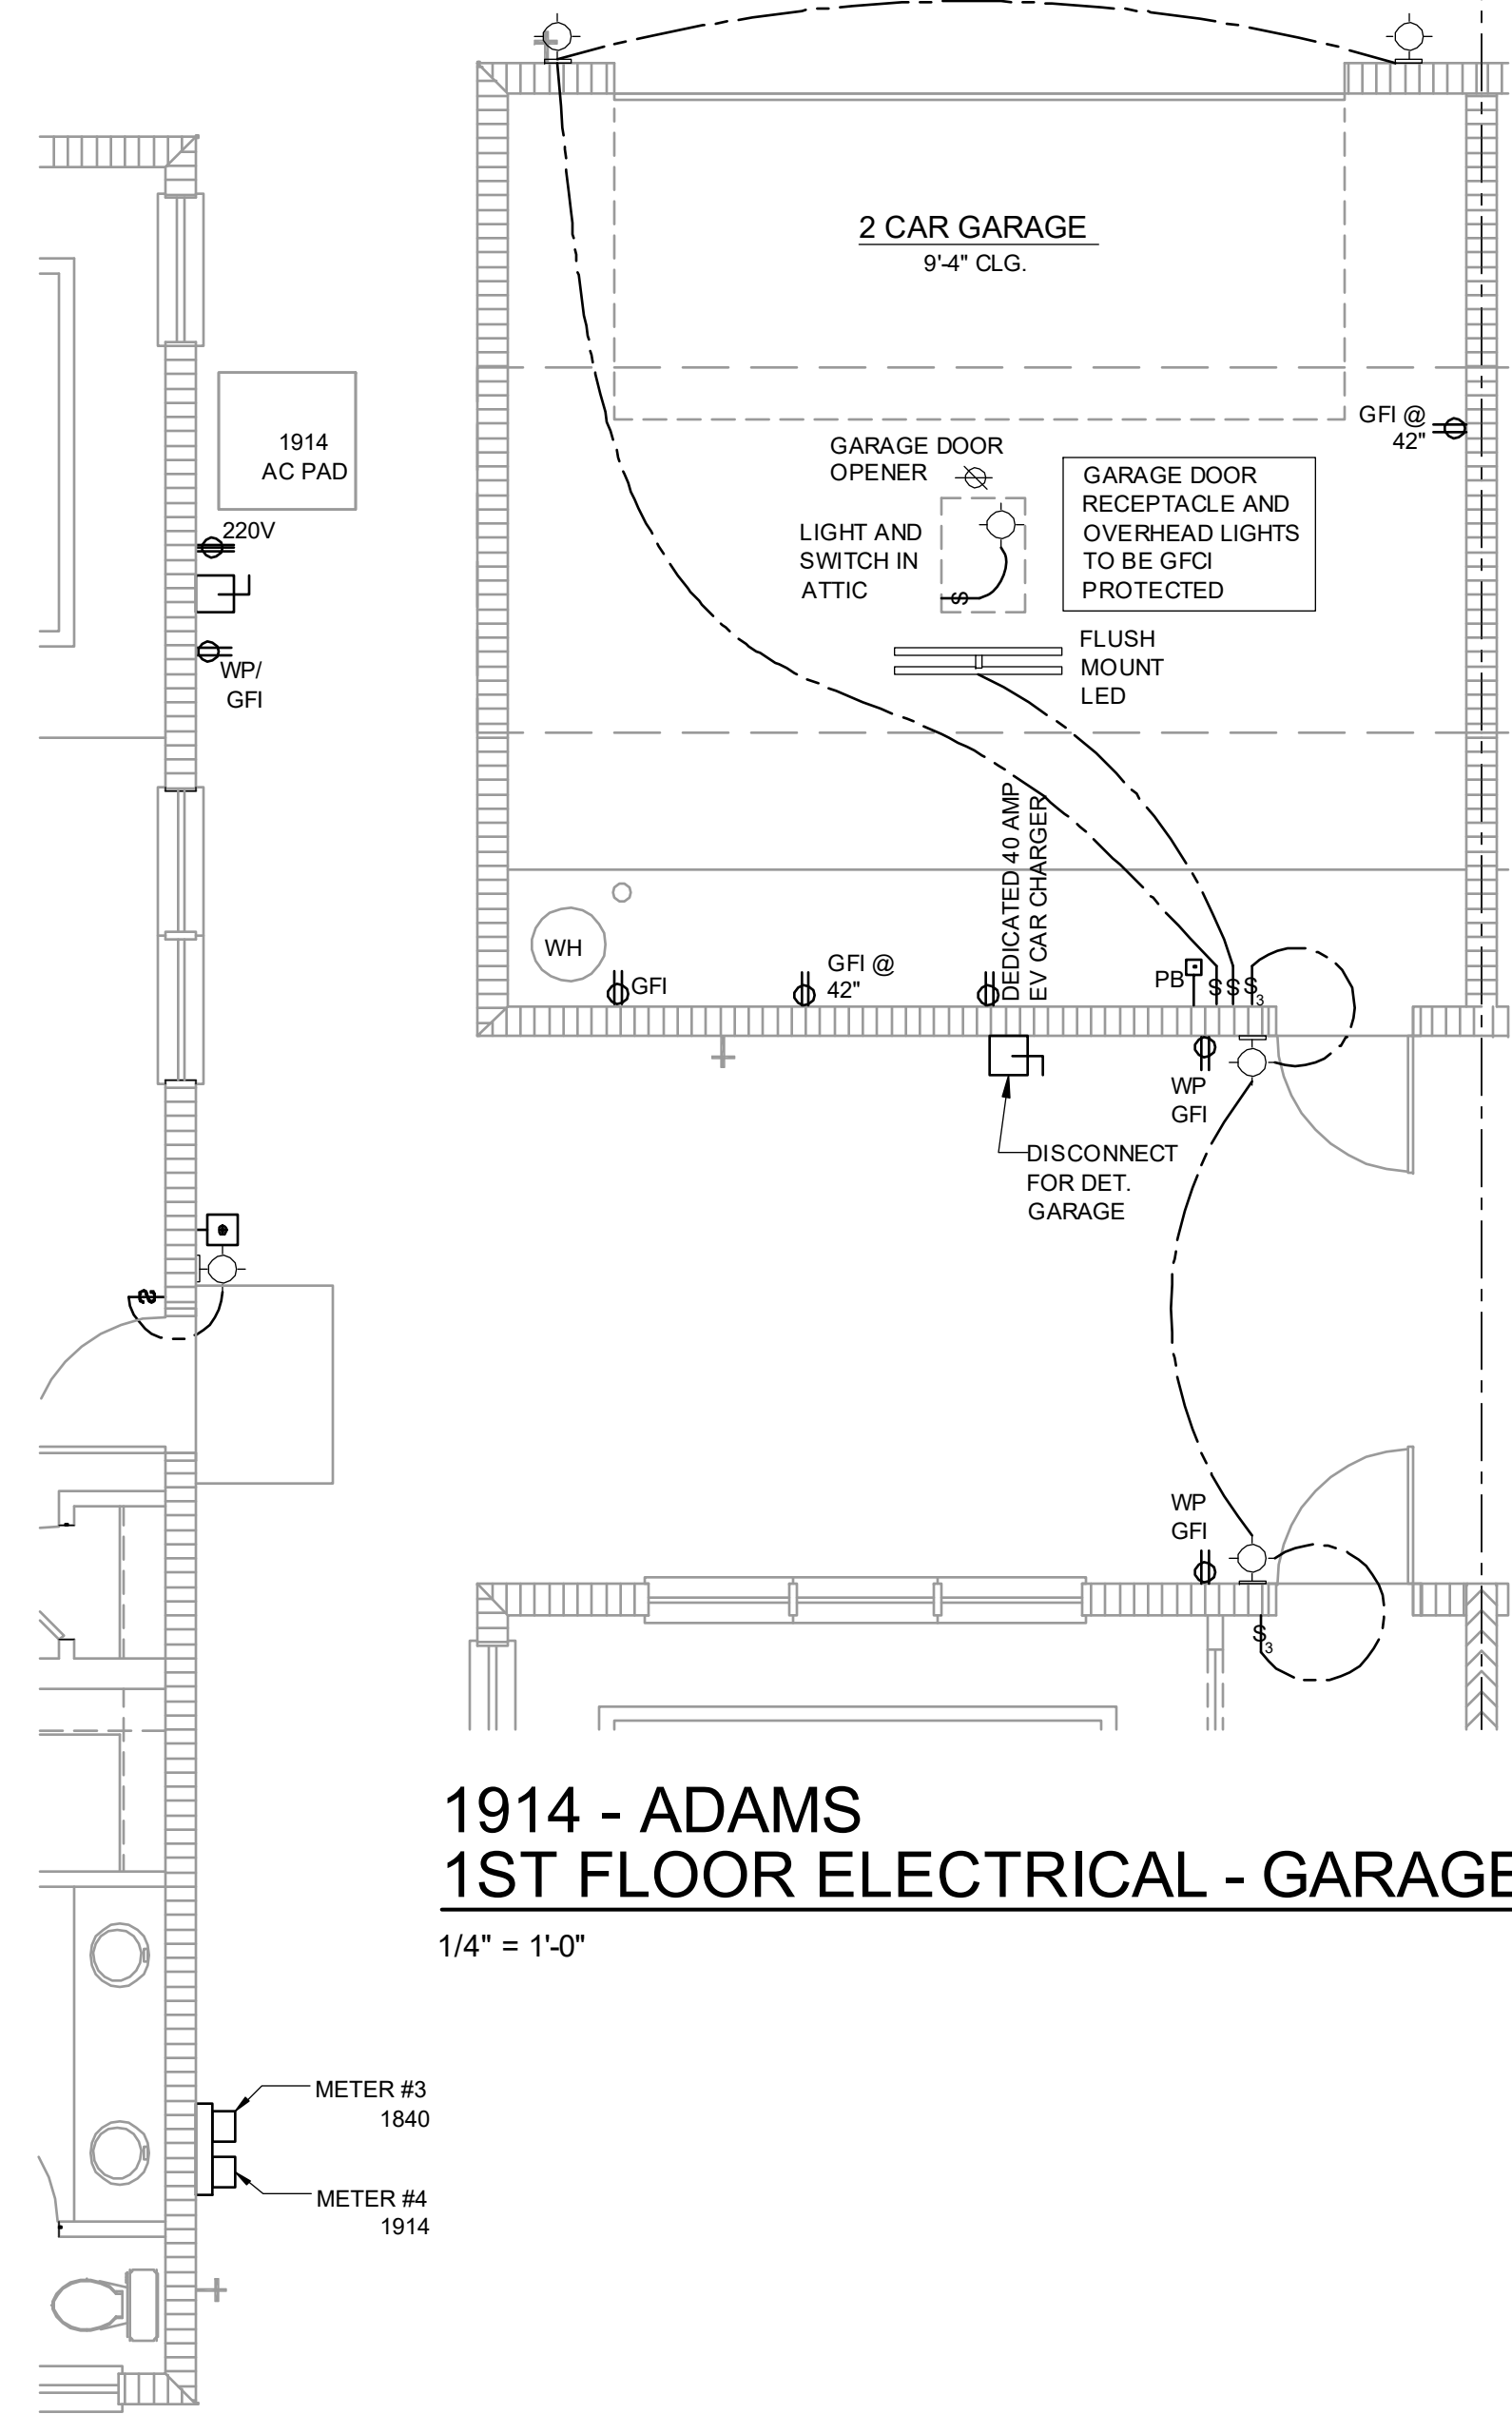 2 CAR GARAGE
9'-4" CLG.
1914
AC PAD
220V
WP/
GFI
GFI @
42"
GARAGE DOOR
OPENER
LIGHT AND
SWITCH IN
ATTIC
S
GARAGE DOOR
RECEPTACLE AND
OVERHEAD LIGHTS
TO BE GFCI
PROTECTED
FLUSH
MOUNT
LED
DEDICATED 40 AMP
EV CAR CHARGER
WH
GFI
GFI @
42"
PB
S S S3
WP
GFI
DISCONNECT
FOR DET.
GARAGE
S
WP
GFI
S3
1914 - ADAMS
1ST FLOOR ELECTRICAL - GARAGE
1/4" = 1'-0"
METER #3
1840
METER #4
1914